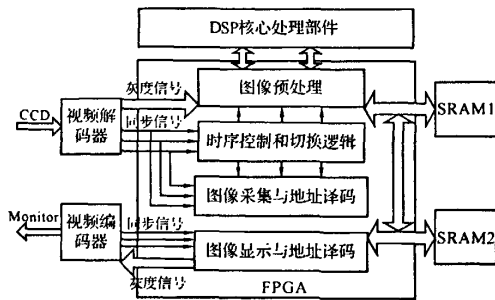 DSP核心处理部件
灰度信号
图像预处理
CCD
视频解码器
同步信号
时序控制和切换逻辑
SRAM1
图像采集与地址译码
Monitor
视频编码器
同步信号
图像显示与地址译码
SRAM2
灰度信号
FPGA